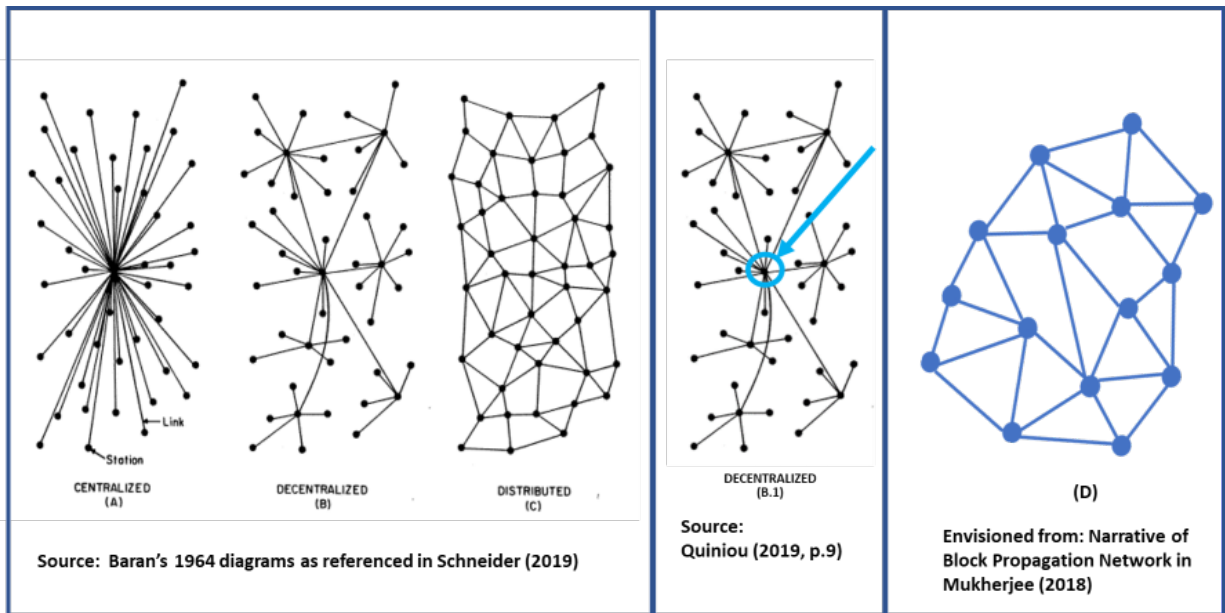 Link
Station
CENTRALIZED
(A)
DECENTRALIZED
(B)
DISTRIBUTED
(C)
Source: Baran's 1964 diagrams as referenced in Schneider (2019)
DECENTRALIZED
(B.1)
Source:
Quiniou (2019, p.9)
(D)
Envisioned from: Narrative of
Block Propagation Network in
Mukherjee (2018)